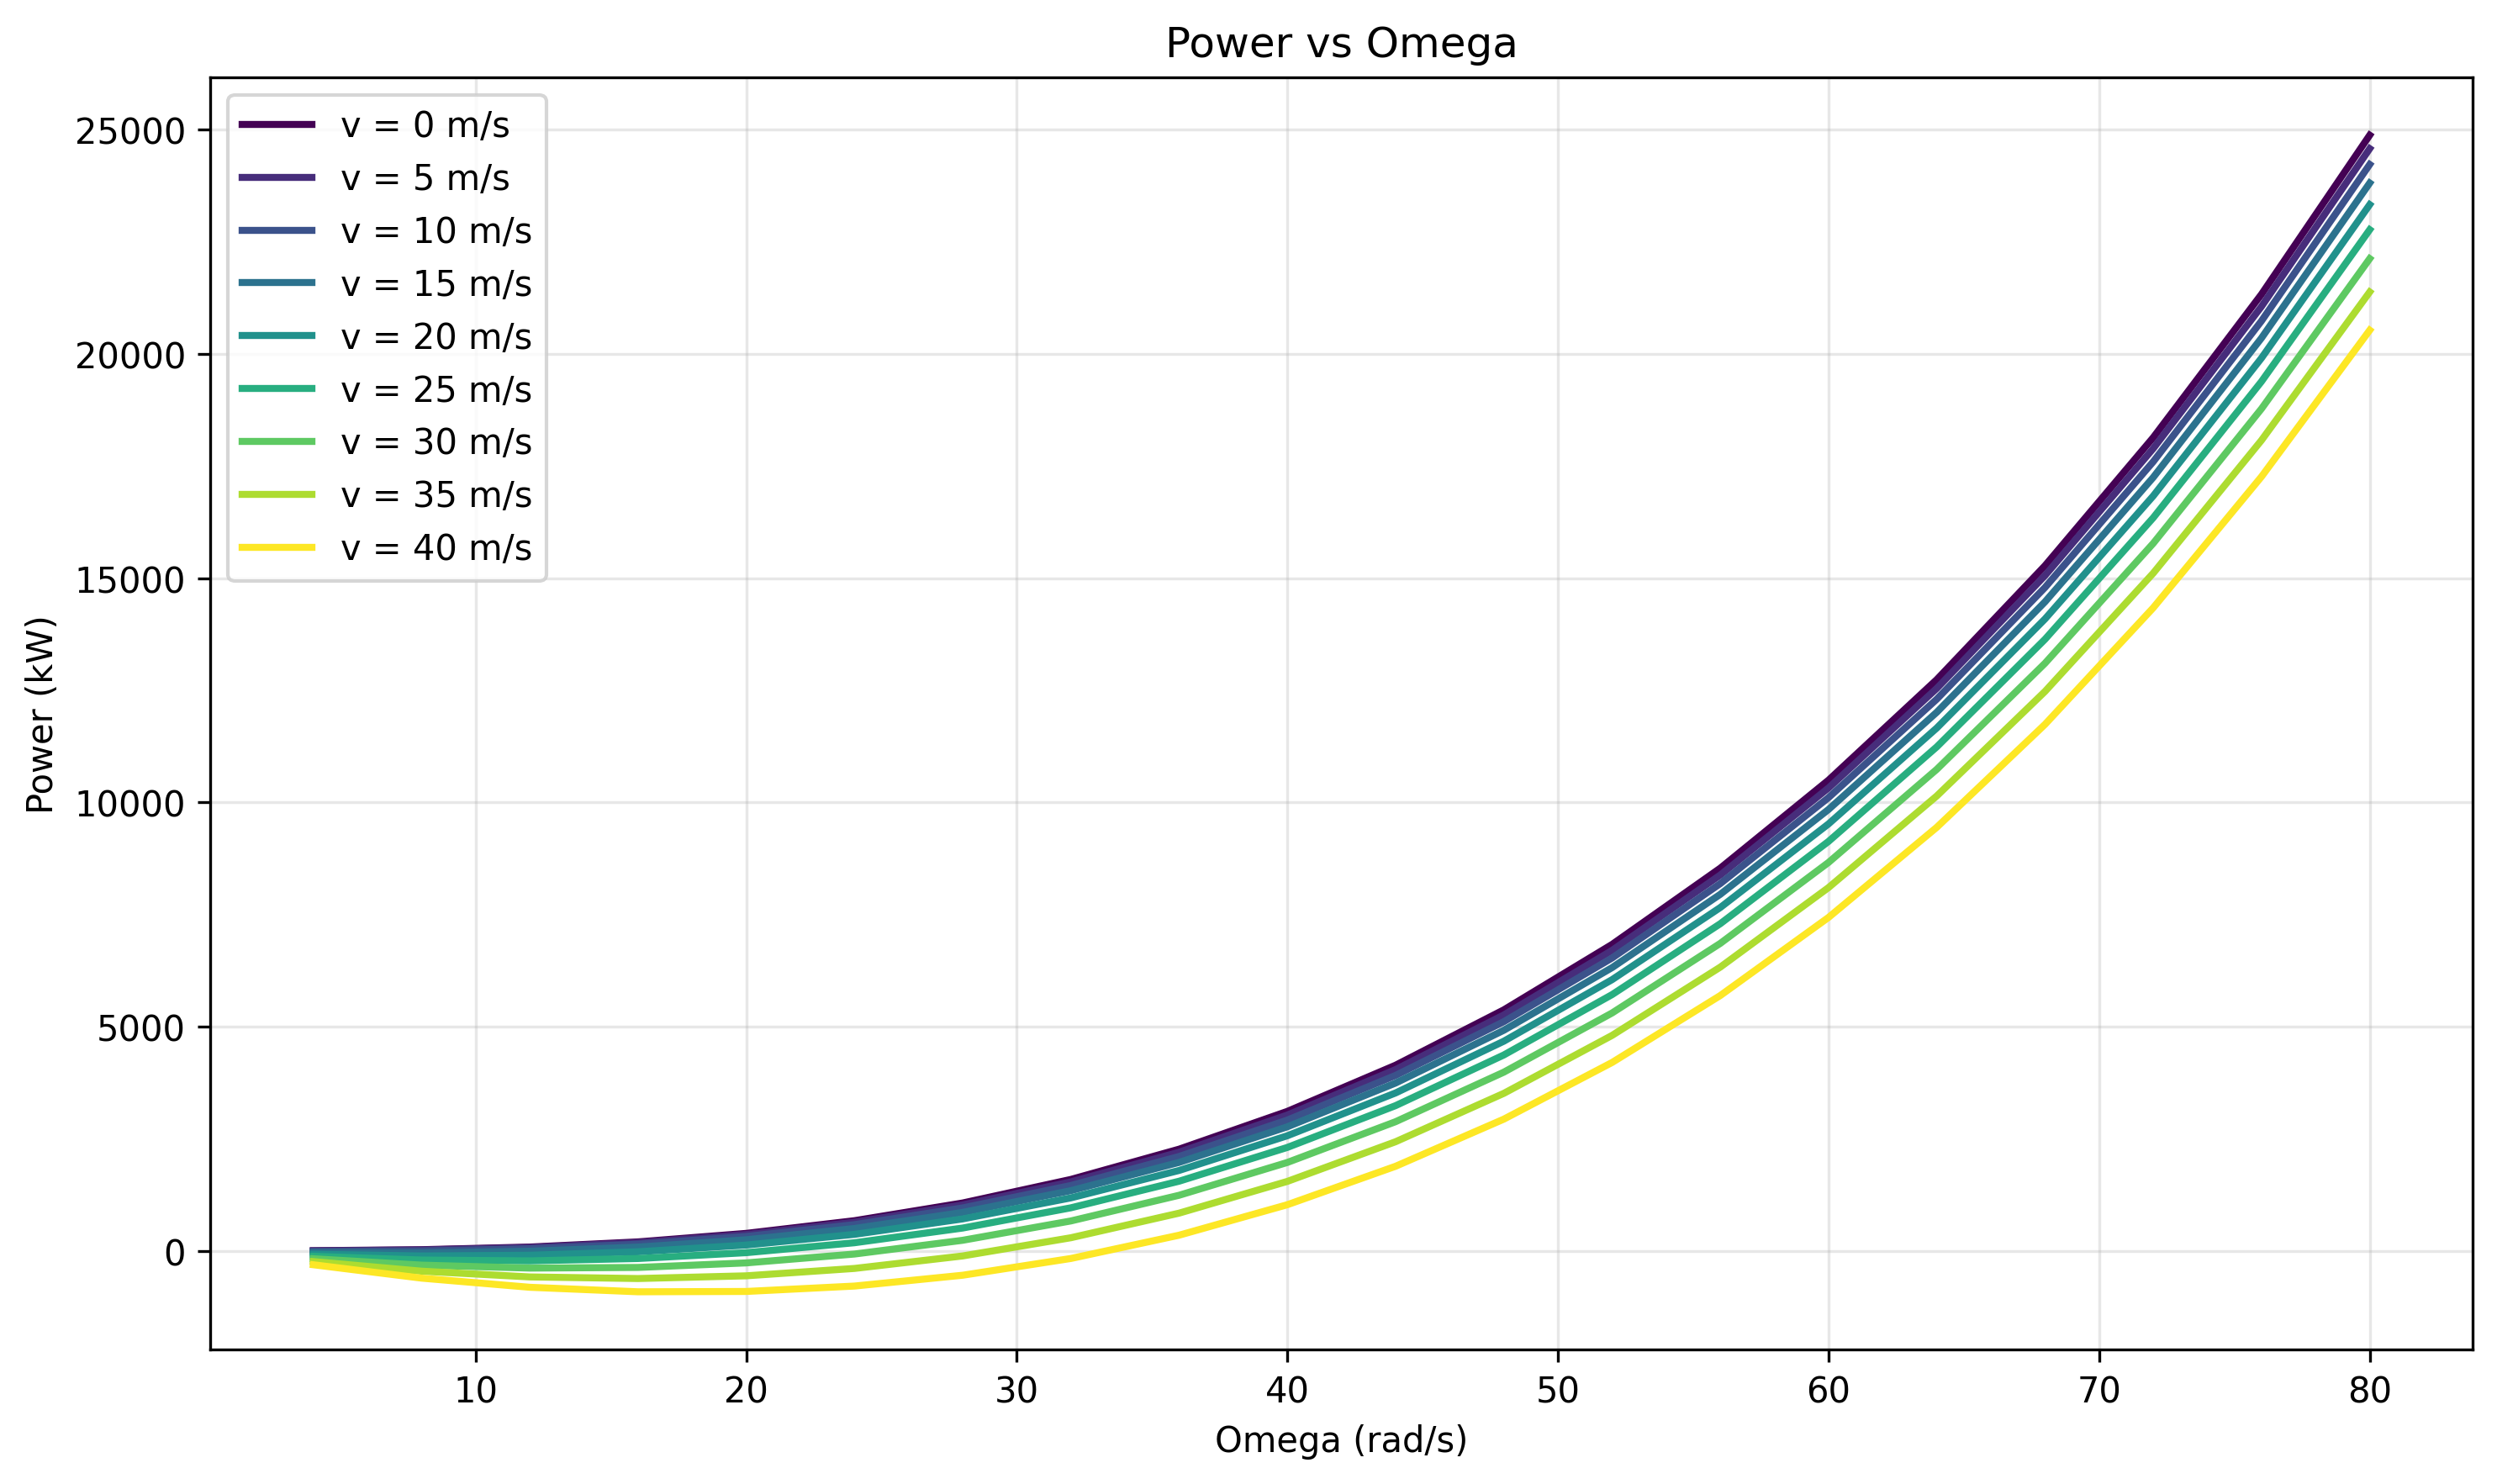 Power vs Omega
v = 0 m/s
v = 5 m/s
v = 10 m/s
v = 15 m/s
v = 20 m/s
v = 25 m/s
v = 30 m/s
v = 35 m/s
v = 40 m/s
Power (kW)
25000
20000
15000
10000
5000
0
10 20 30 40 50 60 70 80
Omega (rad/s)